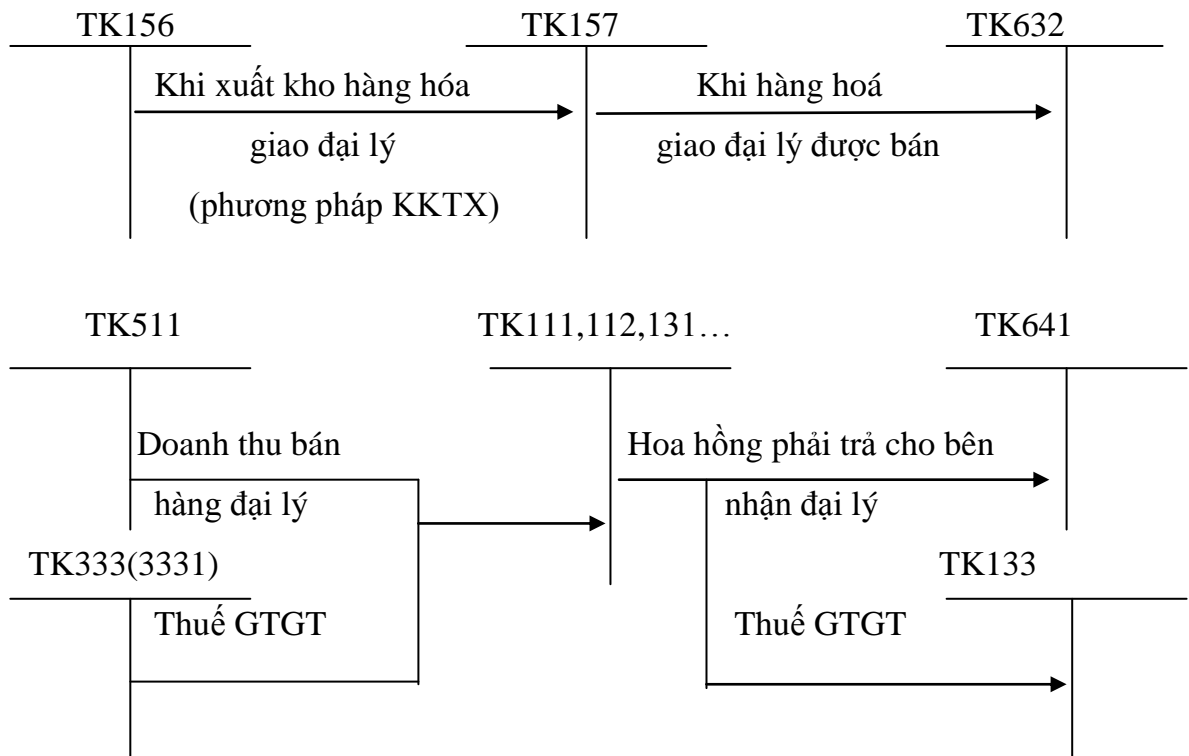 TK156 TK157 TK632
Khi xuất kho hàng hóa Khi hàng hoá
giao đại lý giao đại lý được bán
(phương pháp KKTX)
TK511 TK111,112,131… TK641
Doanh thu bán Hoa hồng phải trả cho bên
hàng đại lý nhận đại lý
TK333(3331) TK133
Thuế GTGT Thuế GTGT